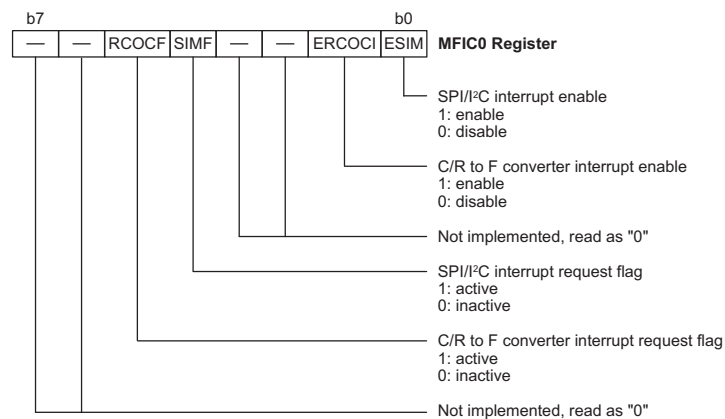 b7 b0
— — RCOCF SIMF — — ERCOCI ESIM MFIC0 Register
SPI/I²C interrupt enable
1: enable
0: disable
C/R to F converter interrupt enable
1: enable
0: disable
Not implemented, read as "0"
SPI/I²C interrupt request flag
1: active
0: inactive
C/R to F converter interrupt request flag
1: active
0: inactive
Not implemented, read as "0"